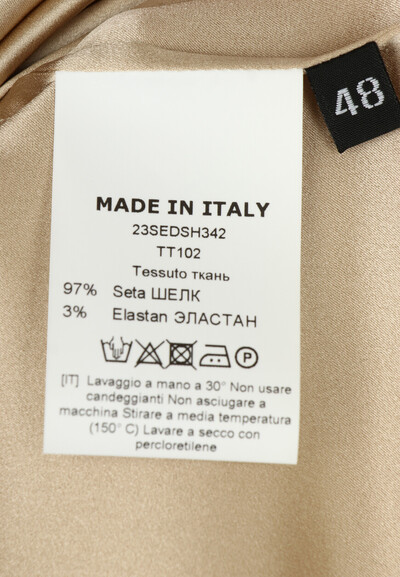 48
MADE IN ITALY
23SEDSH342
TT102
Tessuto ткань
97% Seta ШЕЛК
3% Elastan ЭЛАСТАН
P
[IT] Lavaggio a mano a 30° Non usare
candeggianti Non asciugare a
macchina Stirare a media temperatura
(150° C) Lavare a secco con
percloretilene